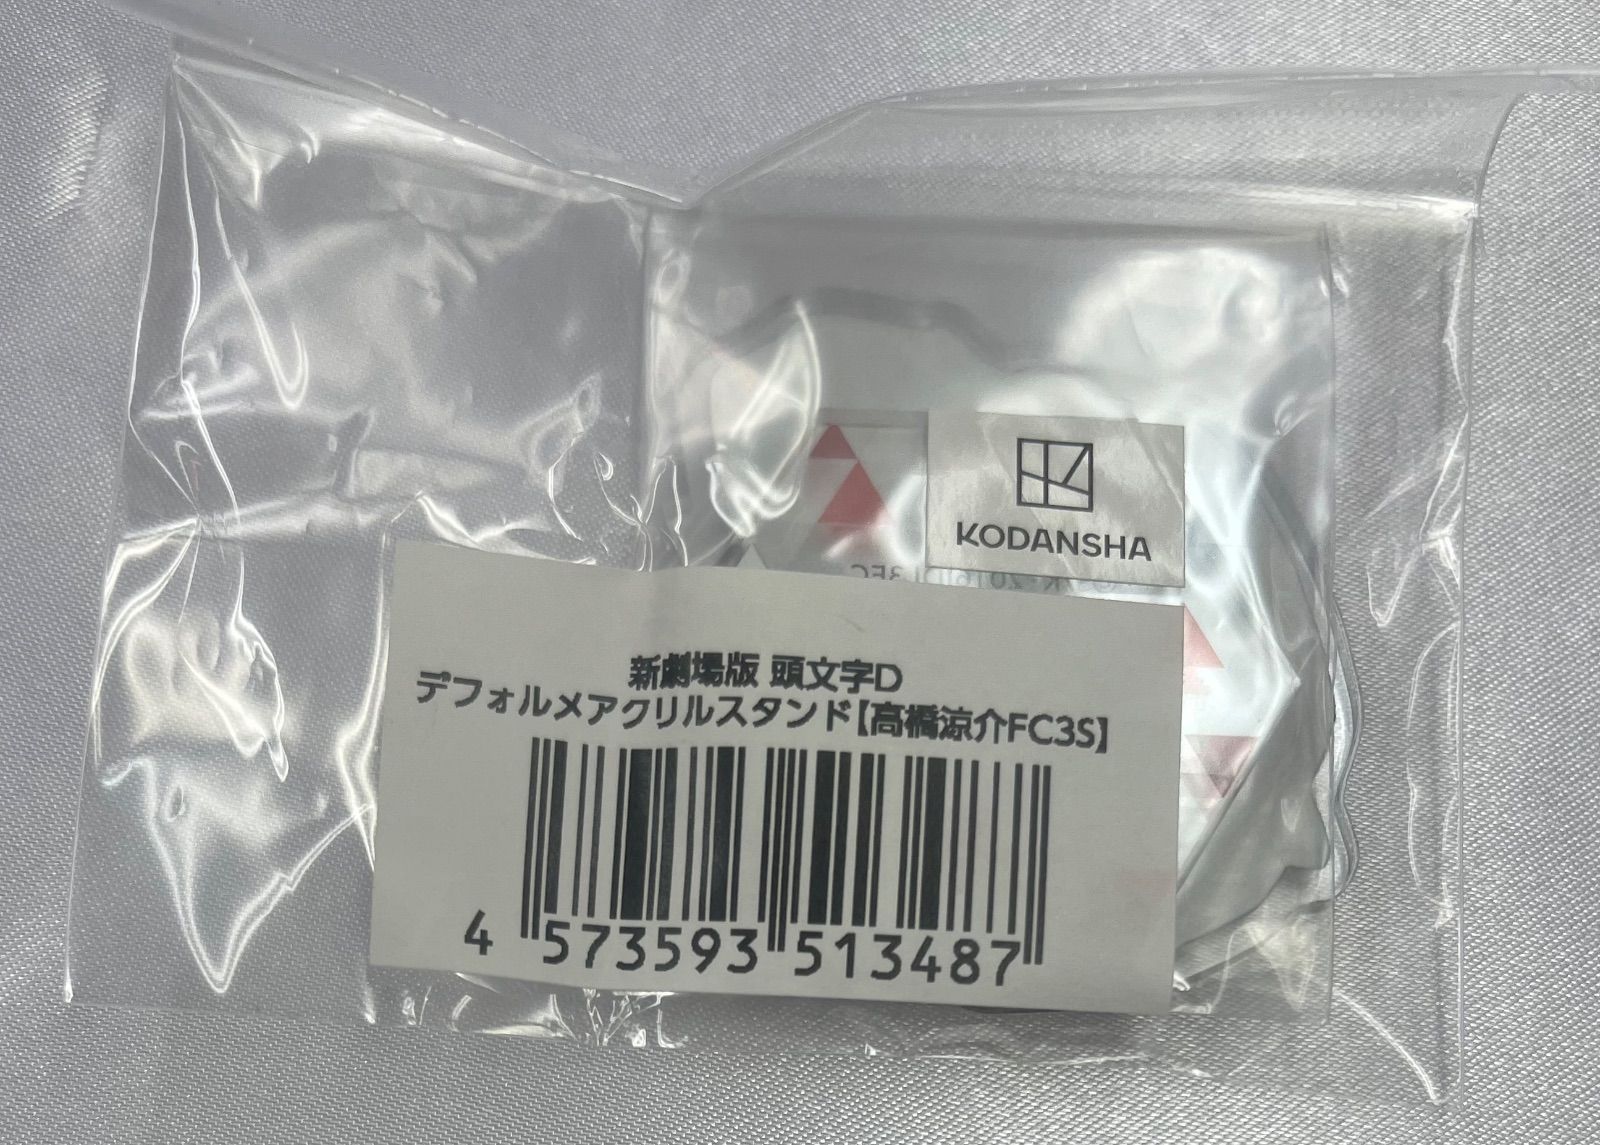 KODANSHA
新劇場版 頭文字D
デフォルメアクリルスタンド【高橋涼介FC3S】
4 573593 513487